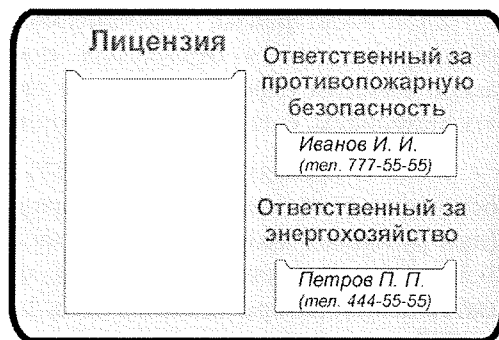 Лицензия
Ответственный за
противопожарную
безопасность
Иванов И. И.
(тел. 777-55-55)
Ответственный за
энергохозяйство
Петров П. П.
(тел. 444-55-55)